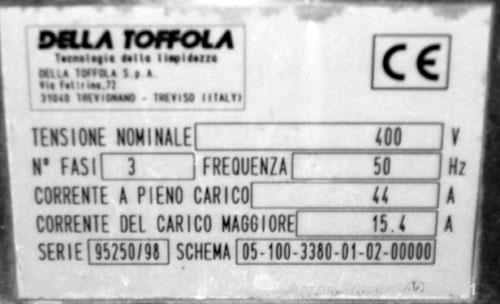 DELLA TOFFOLA
Tecnologia della limpidezza
DELLA TOFFOLA S.p.A.
Via Feltrina,72
31040 TREVIGNANO - TREVISO (ITALY)
CE
TENSIONE NOMINALE 400 V
N° FASI 3 FREQUENZA 50 Hz
CORRENTE A PIENO CARICO 44 A
CORRENTE DEL CARICO MAGGIORE 15.4 A
SERIE 95250/98 SCHEMA 05-100-3380-01-02-00000
Aaron